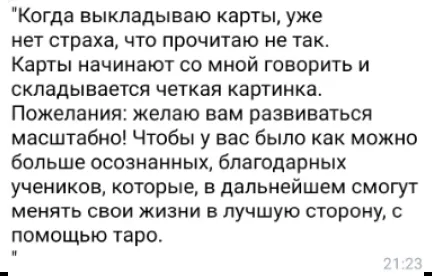 "Когда выкладываю карты, уже
нет страха, что прочитаю не так.
Карты начинают со мной говорить и
складывается четкая картинка.
Пожелания: желаю вам развиваться
масштабно! Чтобы у вас было как можно
больше осознанных, благодарных
учеников, которые, в дальнейшем смогут
менять свои жизни в лучшую сторону, с
помощью таро.
"
21:23